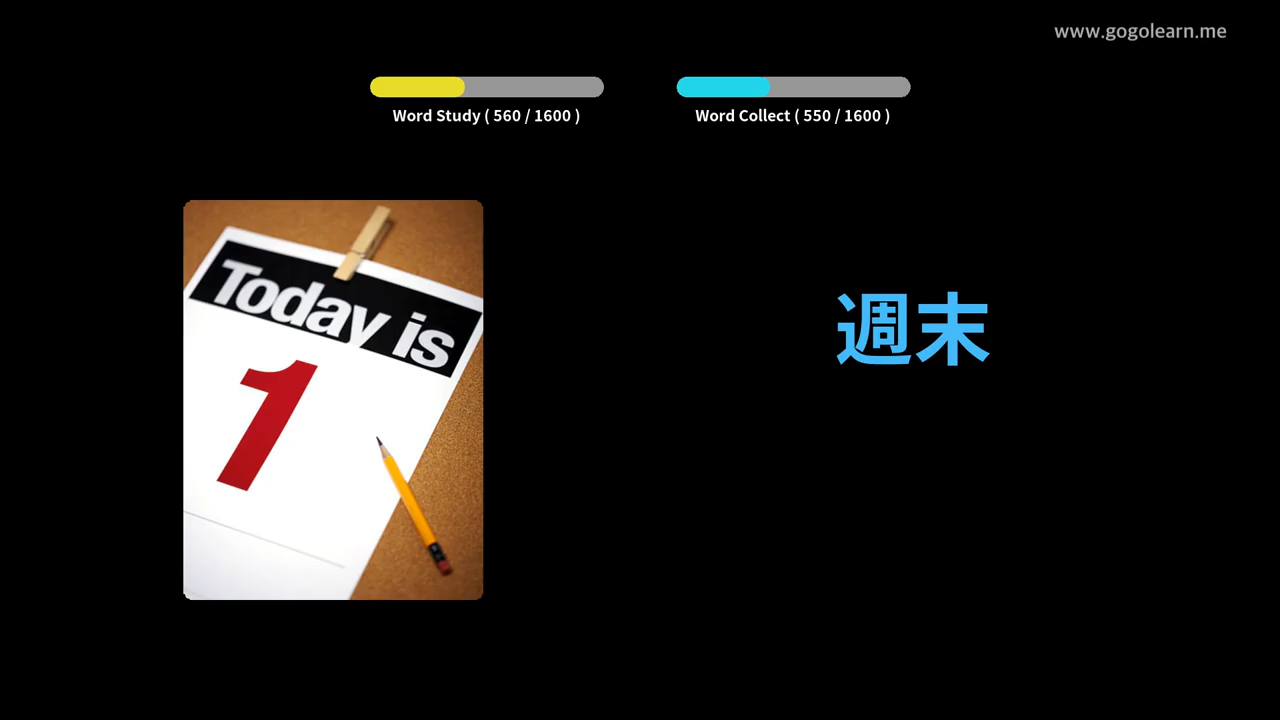 www.gogolearn.me
Word Study ( 560 / 1600 )
Word Collect ( 550 / 1600 )
Today is
1
週末